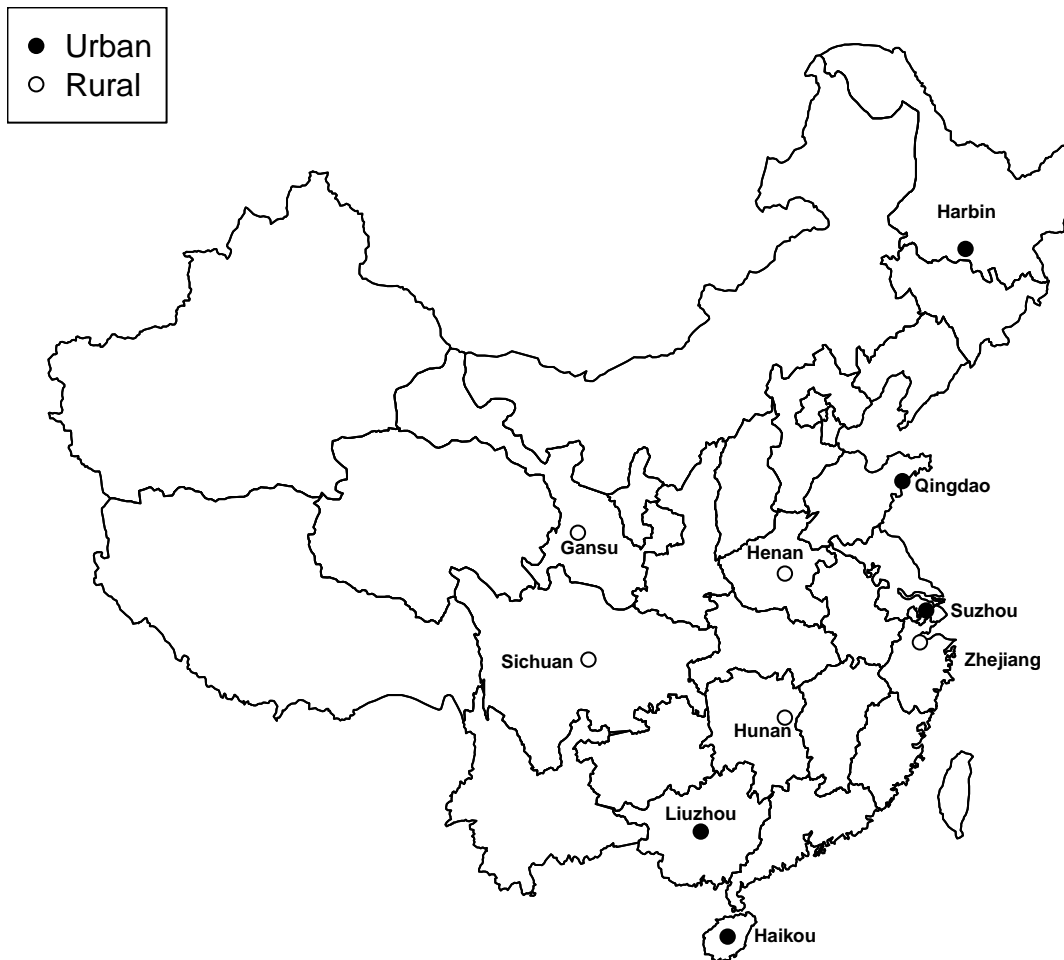 Urban
Rural
Harbin
Qingdao
Gansu
Henan
Suzhou
Sichuan
Zhejiang
Hunan
Liuzhou
Haikou